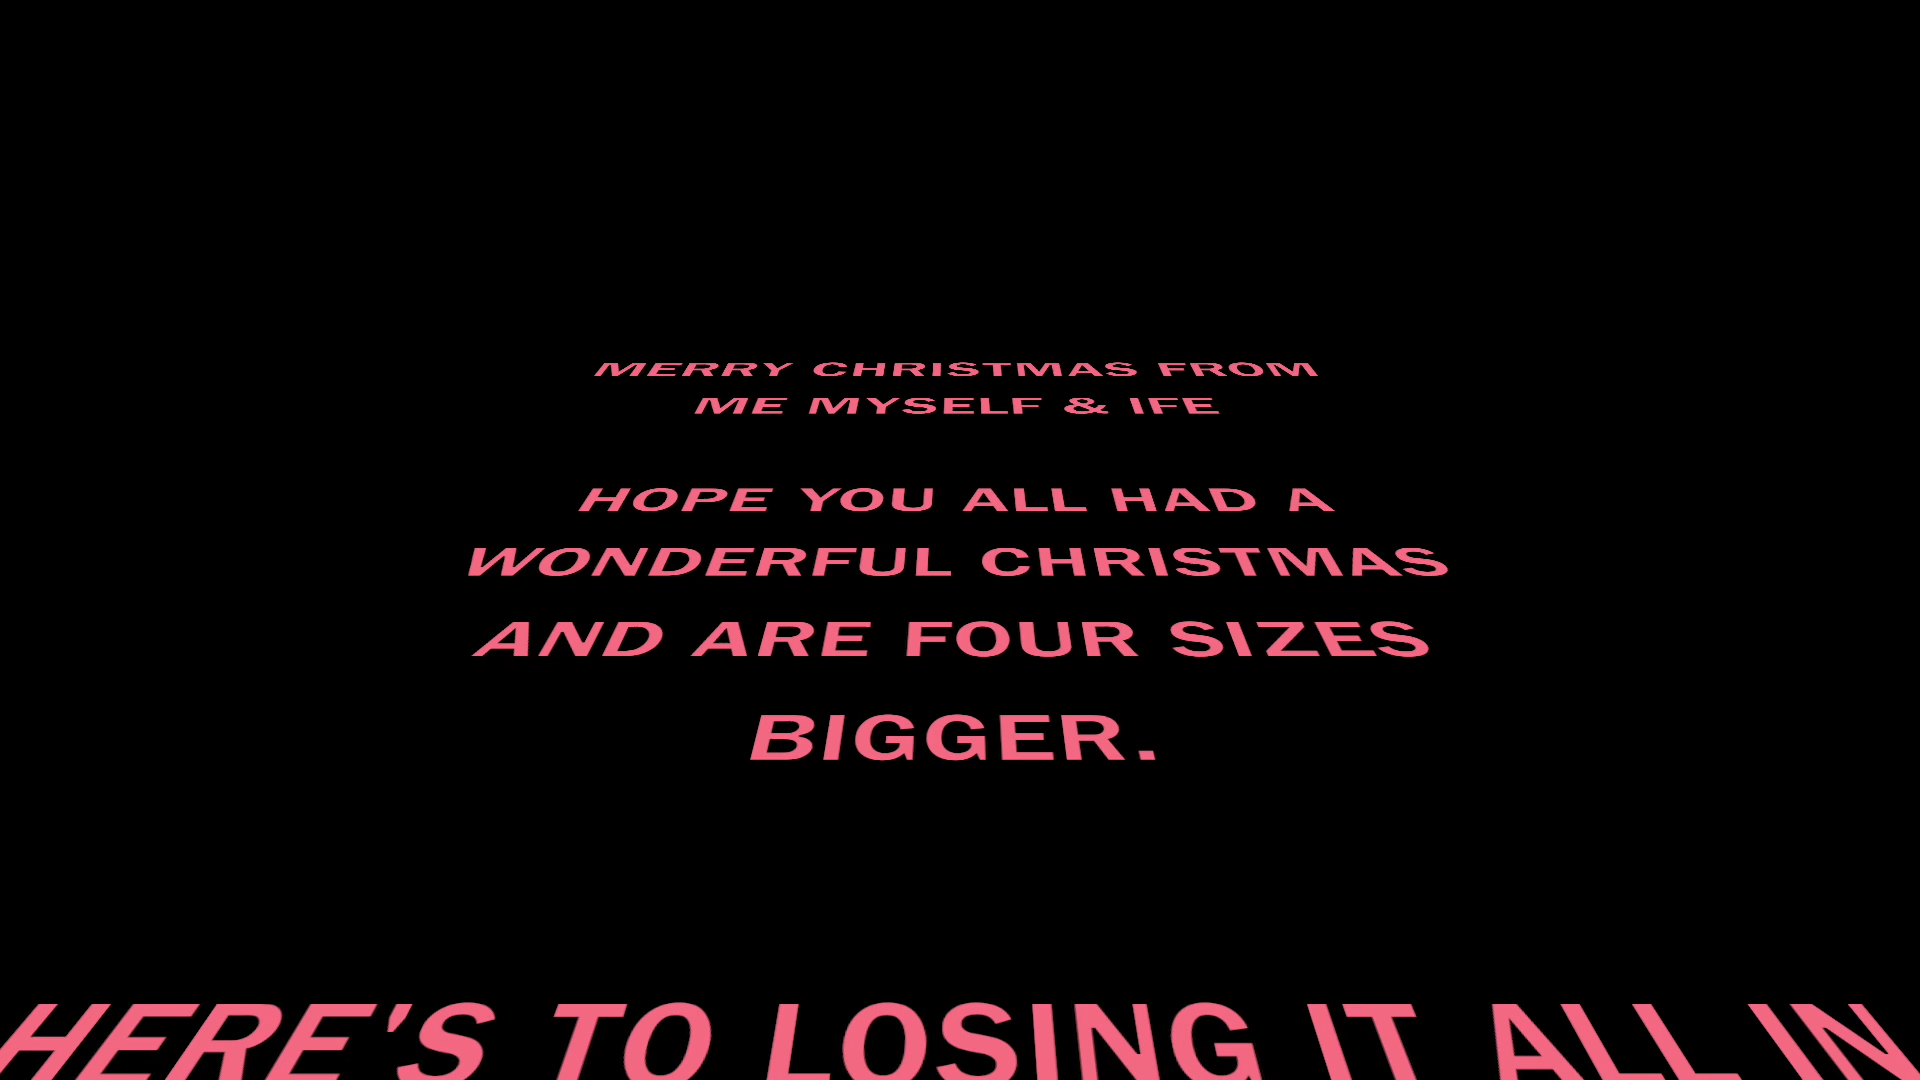 MERRY CHRISTMAS FROM
ME MYSELF & IFE
HOPE YOU ALL HAD A
WONDERFUL CHRISTMAS
AND ARE FOUR SIZES
BIGGER.
HERE'S TO LOSING IT ALL IN